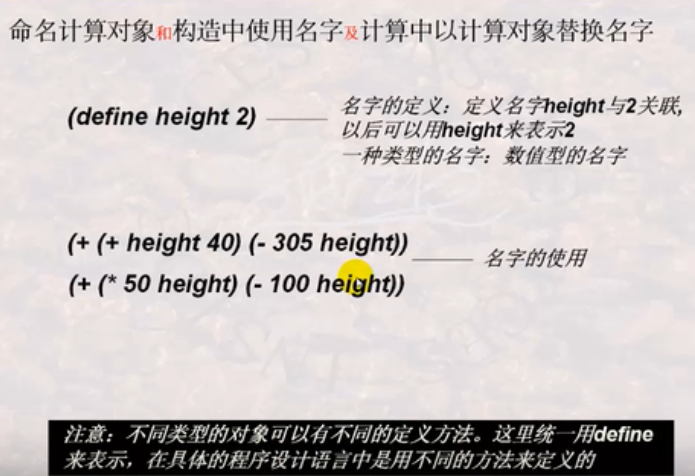 命名计算对象和构造中使用名字及计算中以计算对象替换名字
(define height 2)
名字的定义：定义名字height与2关联,
以后可以用height来表示2
一种类型的名字：数值型的名字
(+ (+ height 40) (- 305 height))
(+ (* 50 height) (- 100 height))
名字的使用
注意：不同类型的对象可以有不同的定义方法。这里统一用define
来表示，在具体的程序设计语言中是用不同的方法来定义的